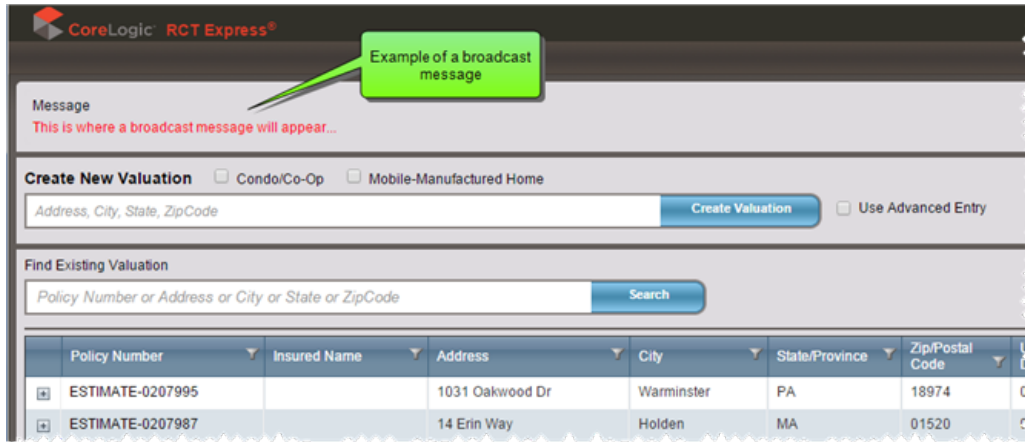 CoreLogic RCT Express®
Example of a broadcast
message
Message
This is where a broadcast message will appear...
Create New Valuation Condo/Co-Op Mobile-Manufactured Home
Address, City, State, ZipCode Create Valuation Use Advanced Entry
Find Existing Valuation
Policy Number or Address or City or State or ZipCode Search
Policy Number Insured Name Address City State/Province Zip/Postal
Code
ESTIMATE-0207995 1031 Oakwood Dr Warminster PA 18974
ESTIMATE-0207987 14 Erin Way Holden MA 01520